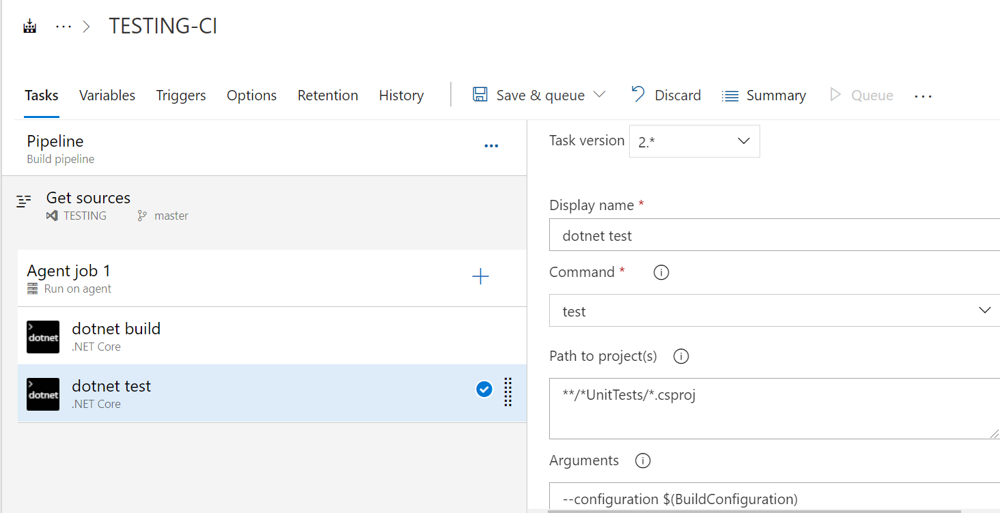 ... > TESTING-CI
Tasks Variables Triggers Options Retention History Save & queue Discard Summary Queue ...
Pipeline
Build pipeline
Get sources
TESTING master
Agent job 1
Run on agent
>
dotnet
dotnet build
.NET Core
>
dotnet
dotnet test
.NET Core
Task version 2.*
Display name *
dotnet test
Command *
test
Path to project(s)
**/*UnitTests/*.csproj
Arguments
--configuration $(BuildConfiguration)